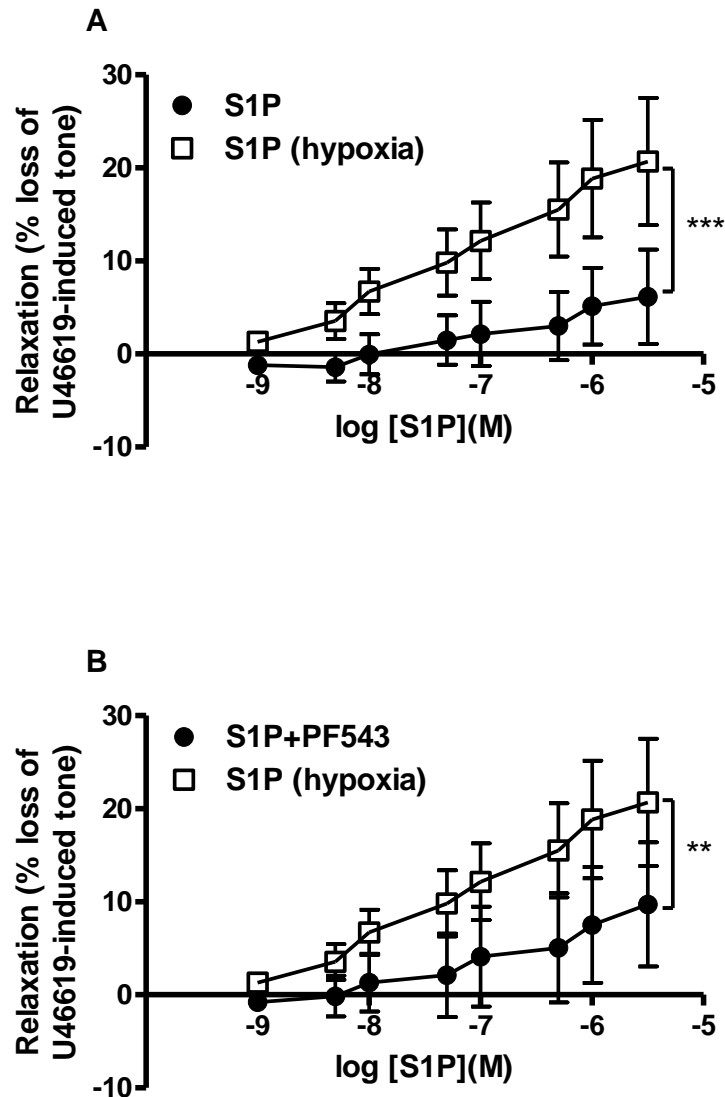 A
Relaxation (% loss of
U46619-induced tone)
30
20
10
0
-10
S1P
S1P (hypoxia)
***
-9
-8
-7
-6
-5
log [S1P](M)
B
Relaxation (% loss of
U46619-induced tone)
30
20
10
0
-10
S1P+PF543
S1P (hypoxia)
**
-9
-8
-7
-6
-5
log [S1P](M)